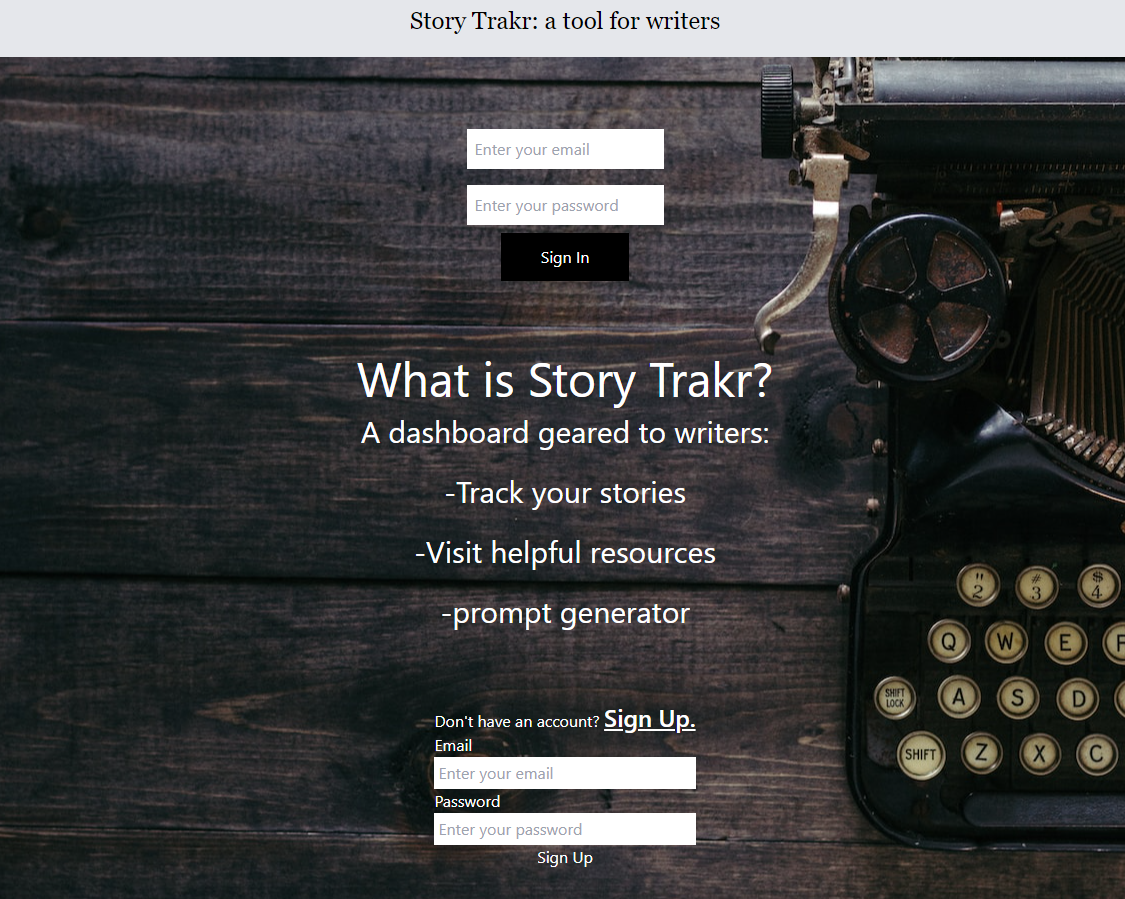 Story Trakr: a tool for writers
Enter your email
Enter your password
Sign In
What is Story Trakr?
A dashboard geared to writers:
-Track your stories
-Visit helpful resources
-prompt generator
Don't have an account? Sign Up.
Email
Enter your email
Password
Enter your password
Sign Up
" 2 # 3 $ 4
Q W E
SHIFT LOCK A S D
SHIFT Z X C